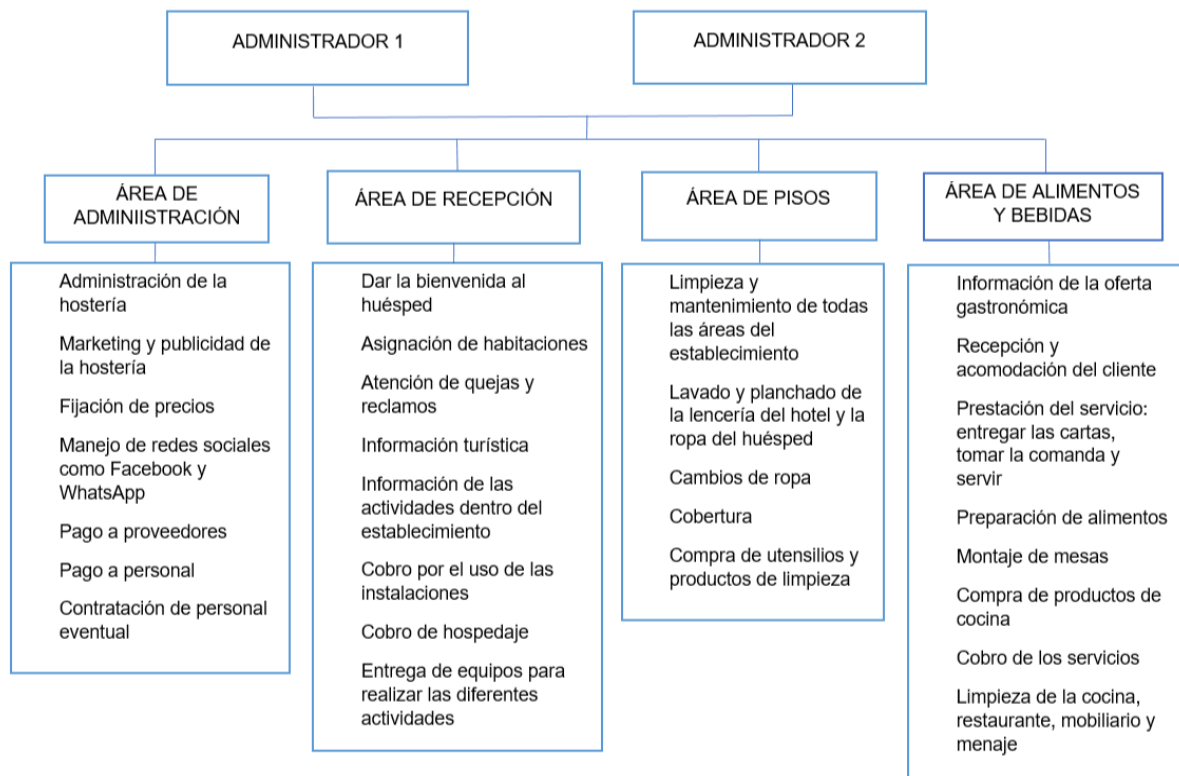 ADMINISTRADOR 1
ADMINISTRADOR 2
ÁREA DE
ADMINIISTRACIÓN
ÁREA DE RECEPCIÓN
ÁREA DE PISOS
ÁREA DE ALIMENTOS
Y BEBIDAS
Administración de la
hostería
Marketing y publicidad de
la hostería
Fijación de precios
Manejo de redes sociales
como Facebook y
WhatsApp
Pago a proveedores
Pago a personal
Contratación de personal
eventual
Dar la bienvenida al
huésped
Asignación de habitaciones
Atención de quejas y
reclamos
Información turística
Información de las
actividades dentro del
establecimiento
Cobro por el uso de las
instalaciones
Cobro de hospedaje
Entrega de equipos para
realizar las diferentes
actividades
Limpieza y
mantenimiento de todas
las áreas del
establecimiento
Lavado y planchado de
la lencería del hotel y la
ropa del huésped
Cambios de ropa
Cobertura
Compra de utensilios y
productos de limpieza
Información de la oferta
gastronómica
Recepción y
acomodación del cliente
Prestación del servicio:
entregar las cartas,
tomar la comanda y
servir
Preparación de alimentos
Montaje de mesas
Compra de productos de
cocina
Cobro de los servicios
Limpieza de la cocina,
restaurante, mobiliario y
menaje